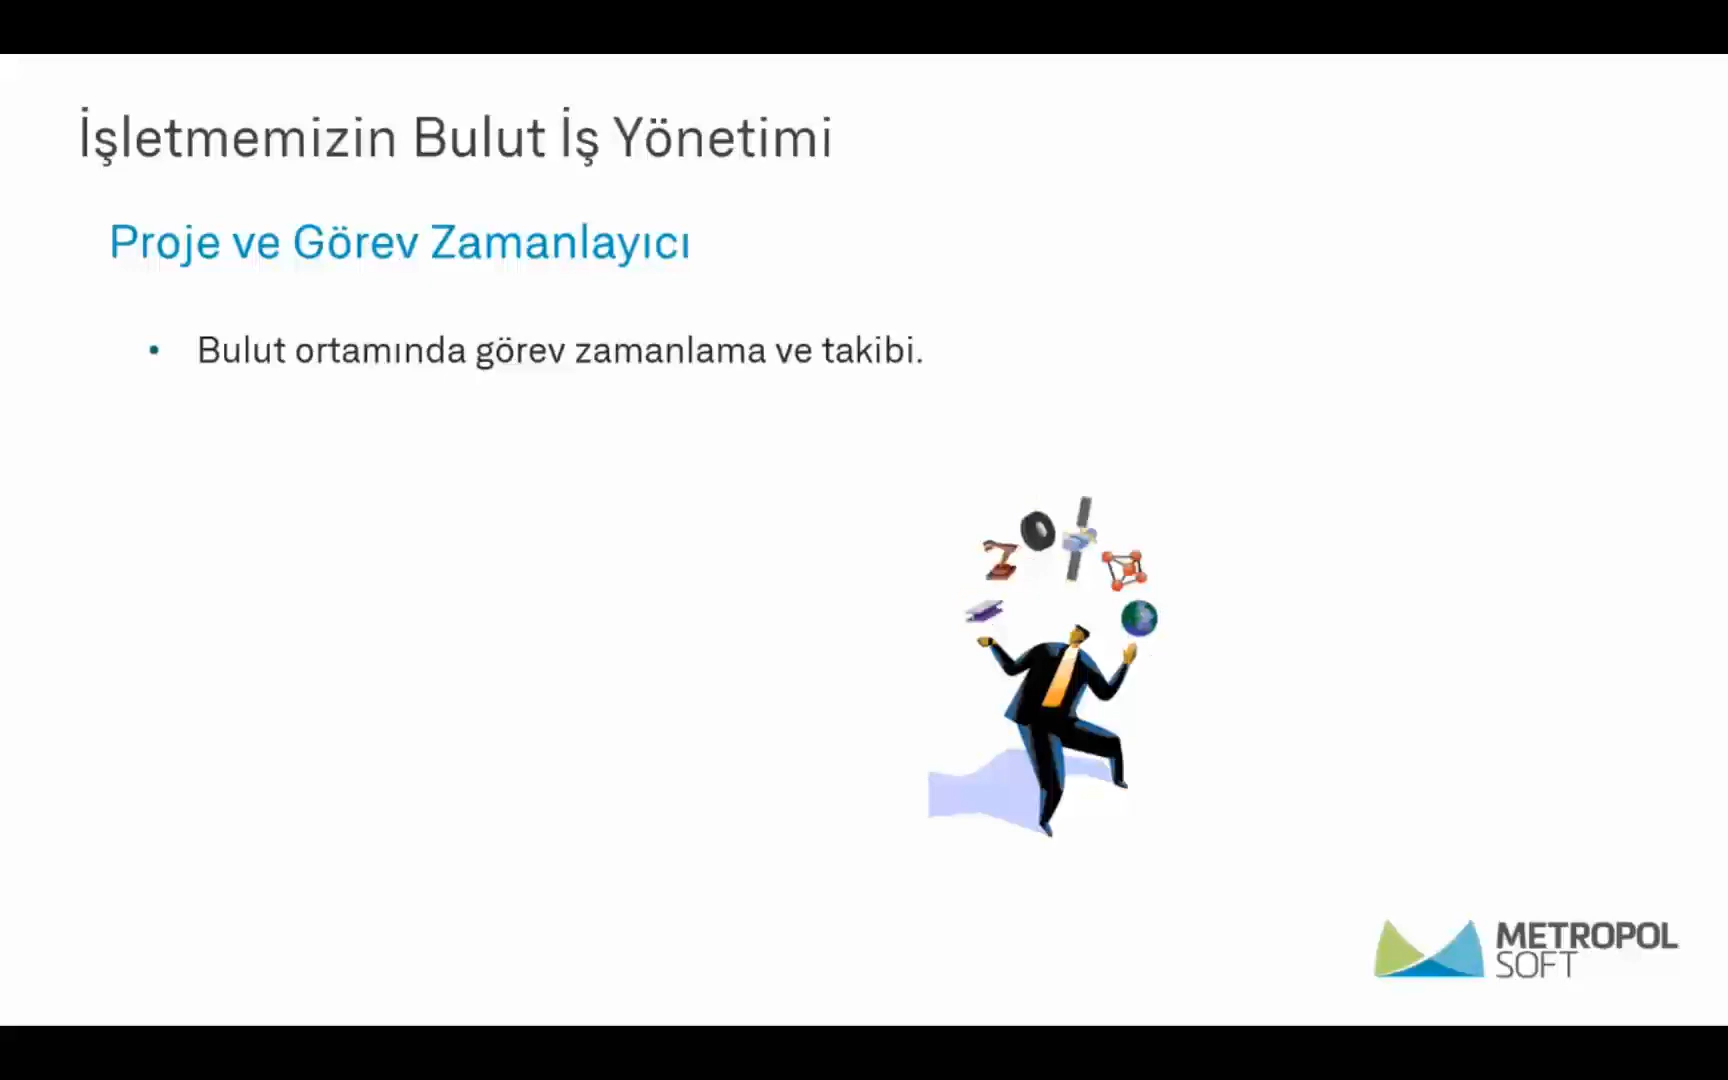 İşletmemizin Bulut İş Yönetimi
Proje ve Görev Zamanlayıcı
• Bulut ortamında görev zamanlama ve takibi.
METROPOL
SOFT